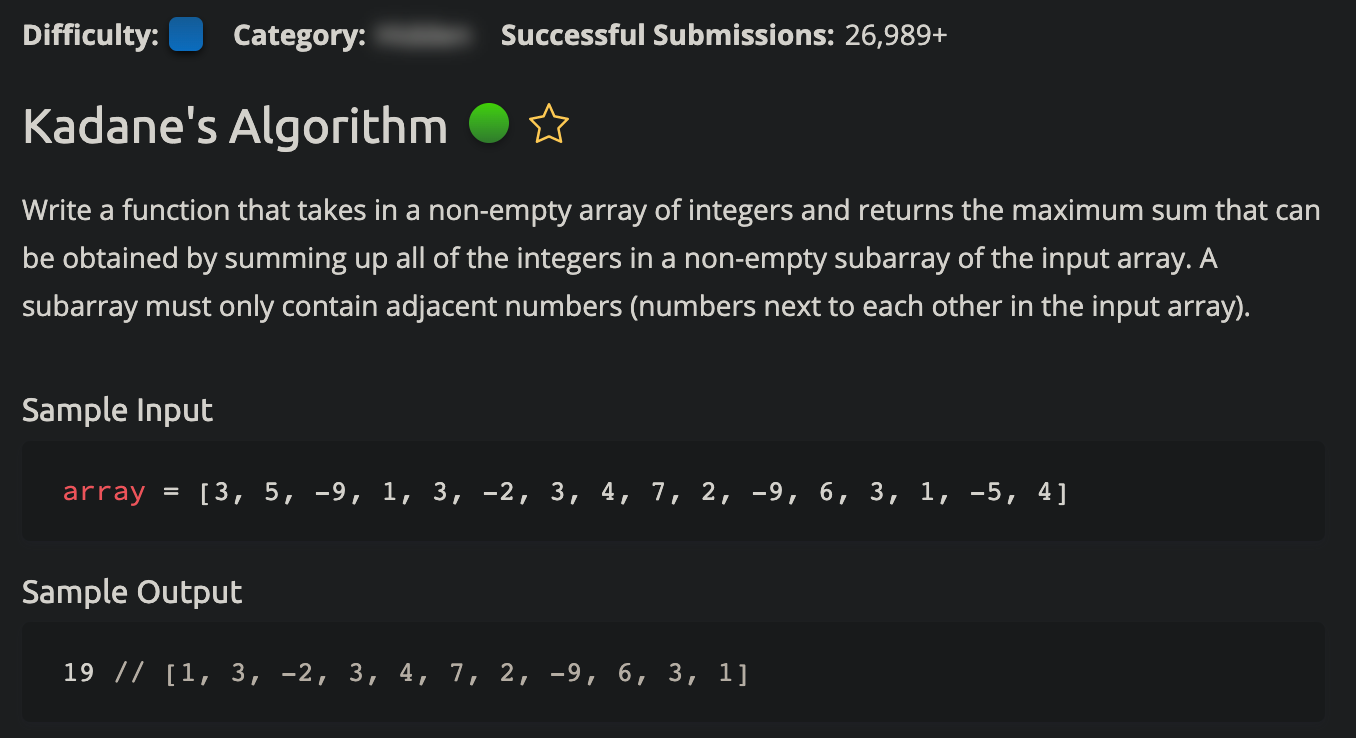 Difficulty: Category: Successful Submissions: 26,989+
Kadane's Algorithm
Write a function that takes in a non-empty array of integers and returns the maximum sum that can
be obtained by summing up all of the integers in a non-empty subarray of the input array. A
subarray must only contain adjacent numbers (numbers next to each other in the input array).
Sample Input
array = [3, 5, -9, 1, 3, -2, 3, 4, 7, 2, -9, 6, 3, 1, -5, 4]
Sample Output
19 // [1, 3, -2, 3, 4, 7, 2, -9, 6, 3, 1]